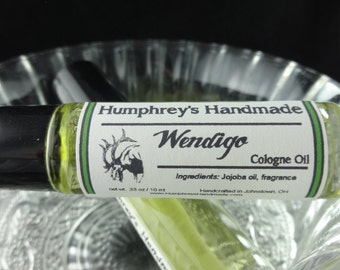 Humphrey's Handmade
Wendigo
Cologne Oil
Ingredients: Jojoba oil, fragrance
net wt. .33 oz / 10 ml
Handcrafted in Johnstown, OH